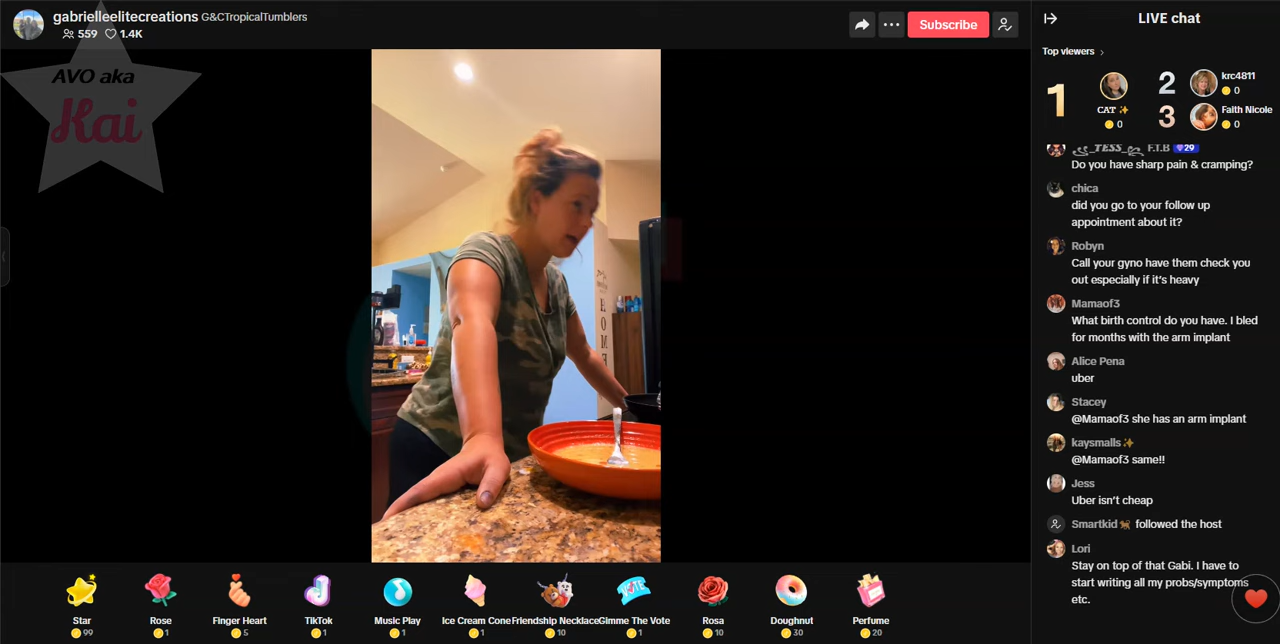 gabrielleelitecreations G&CTropicalTumblers
559 1.4K
Subscribe
AVO aka
Kai
HOME
LIVE chat
Top viewers
1
CAT
0
2
krc4811
0
3
Faith Nicole
0
TESS F.T.B 29
Do you have sharp pain & cramping?
chica
did you go to your follow up
appointment about it?
Robyn
Call your gyno have them check you
out especially if it's heavy
Mamaof3
What birth control do you have. I bled
for months with the arm implant
Alice Pena
uber
Stacey
@Mamaof3 she has an arm implant
kaysmalls
@Mamaof3 same!!
Jess
Uber isn't cheap
Smartkid followed the host
Lori
Stay on top of that Gabi. I have to
start writing all my probs/symptoms
etc.
VOTE
Star Rose Finger Heart TikTok Music Play Ice Cream Cone Friendship Necklace Gimme The Vote Rosa Doughnut Perfume
99 1 5 1 1 1 10 1 10 30 20